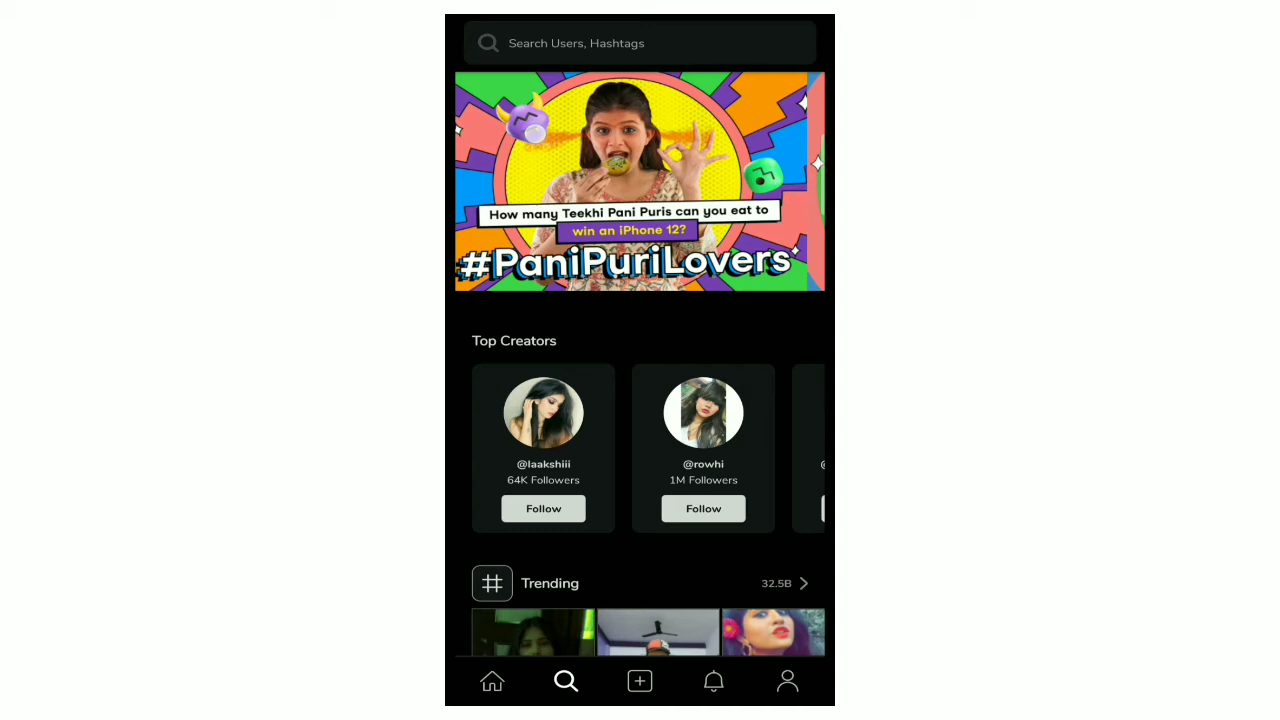 Search Users, Hashtags
How many Teekhi Pani Puris can you eat to
win an iPhone 12?
#PaniPuriLovers
Top Creators
@laakshiii
@rowhi
64K Followers
1M Followers
Follow
Follow
Trending
32.5B